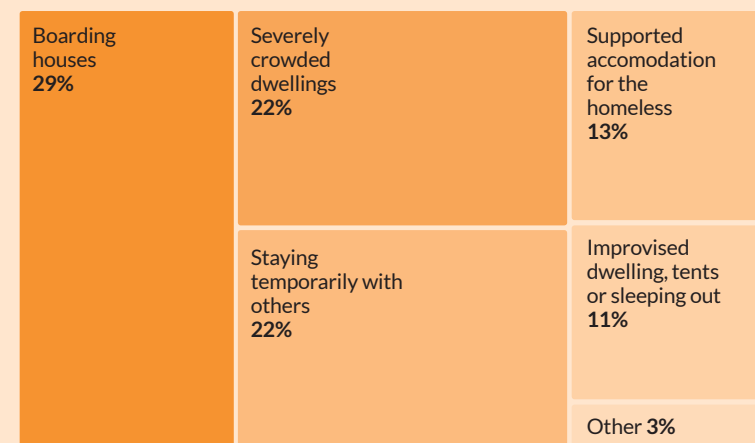 Boarding
houses
29%
Severely
crowded
dwellings
22%
Staying
temporarily with
others
22%
Supported
accomodation
for the
homeless
13%
Improvised
dwelling, tents
or sleeping out
11%
Other 3%